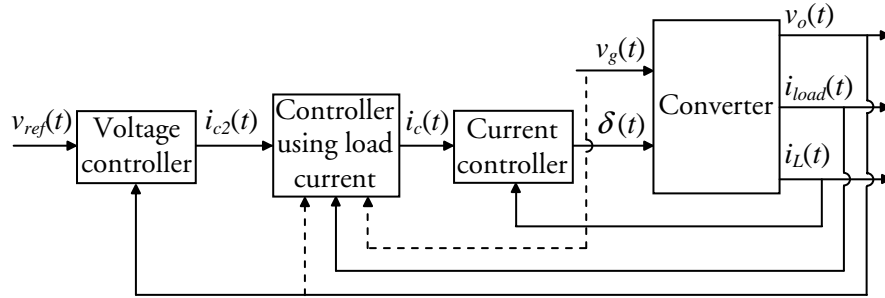 v_o(t)
v_g(t)
i_load(t)
Converter
v_ref(t)
Voltage
controller
i_c2(t)
Controller
using load
current
i_c(t)
Current
controller
δ(t)
i_L(t)